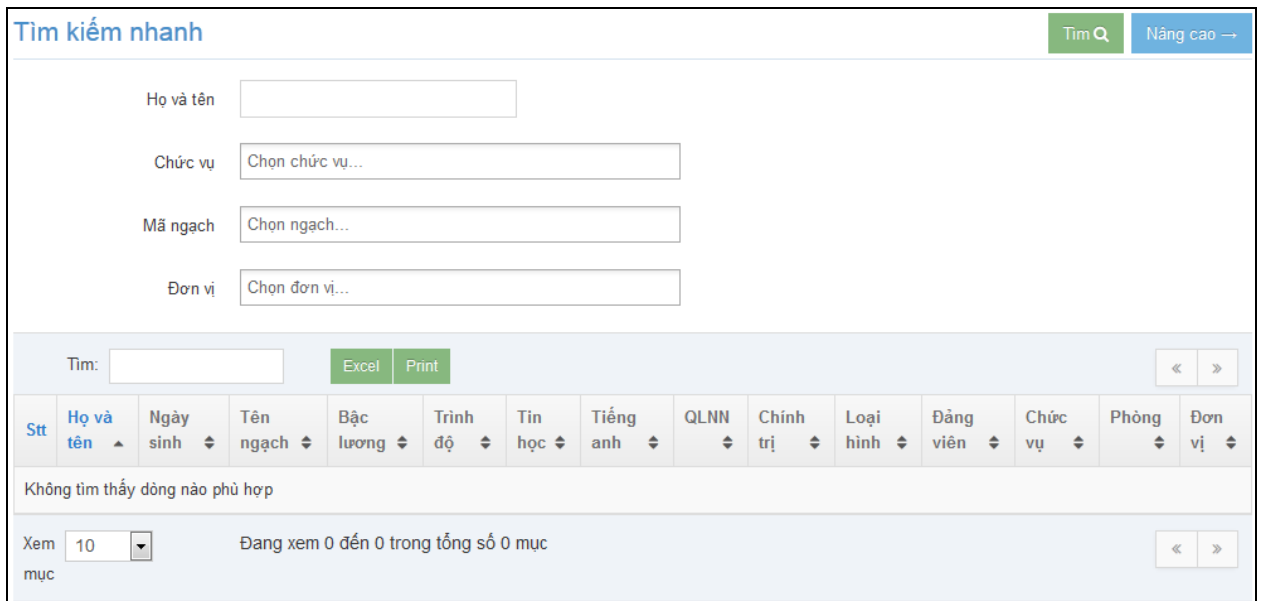 Tìm kiếm nhanh
Tìm
Nâng cao →
Họ và tên
Chức vụ
Chọn chức vụ...
Mã ngạch
Chọn ngạch...
Đơn vị
Chọn đơn vị...
Tìm:
Excel
Print
«
»
Stt
Họ và tên
Ngày sinh
Tên ngạch
Bậc lương
Trình độ
Tin học
Tiếng anh
QLNN
Chính trị
Loại hình
Đảng viên
Chức vụ
Phòng
Đơn vị
Không tìm thấy dòng nào phù hợp
Xem 10 mục
Đang xem 0 đến 0 trong tổng số 0 mục
«
»